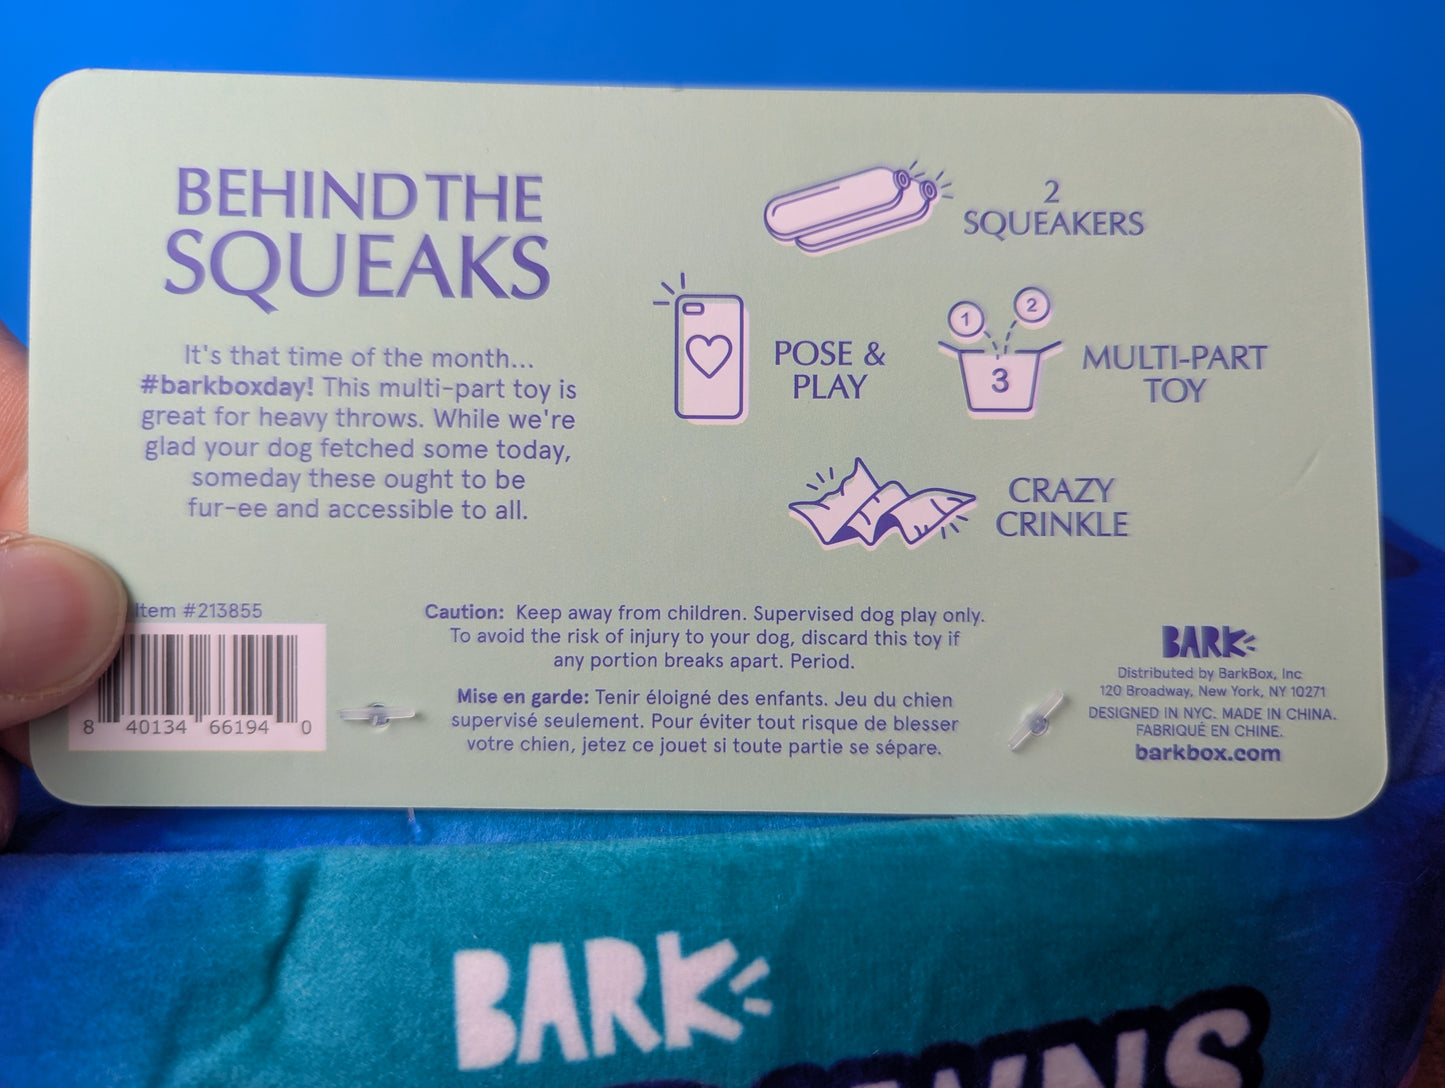 BEHIND THE
SQUEAKS
It's that time of the month...
#barkboxday! This multi-part toy is
great for heavy throws. While we're
glad your dog fetched some today,
someday these ought to be
fur-ee and accessible to all.
2
SQUEAKERS
POSE &
PLAY
1
2
3
MULTI-PART
TOY
CRAZY
CRINKLE
Item #213855
8 40134 66194 0
Caution: Keep away from children. Supervised dog play only.
To avoid the risk of injury to your dog, discard this toy if
any portion breaks apart. Period.
Mise en garde: Tenir éloigné des enfants. Jeu du chien
supervisé seulement. Pour éviter tout risque de blesser
votre chien, jetez ce jouet si toute partie se sépare.
BARK
Distributed by BarkBox, Inc
120 Broadway, New York, NY 10271
DESIGNED IN NYC. MADE IN CHINA.
FABRIQUÉ EN CHINE.
barkbox.com
BARK